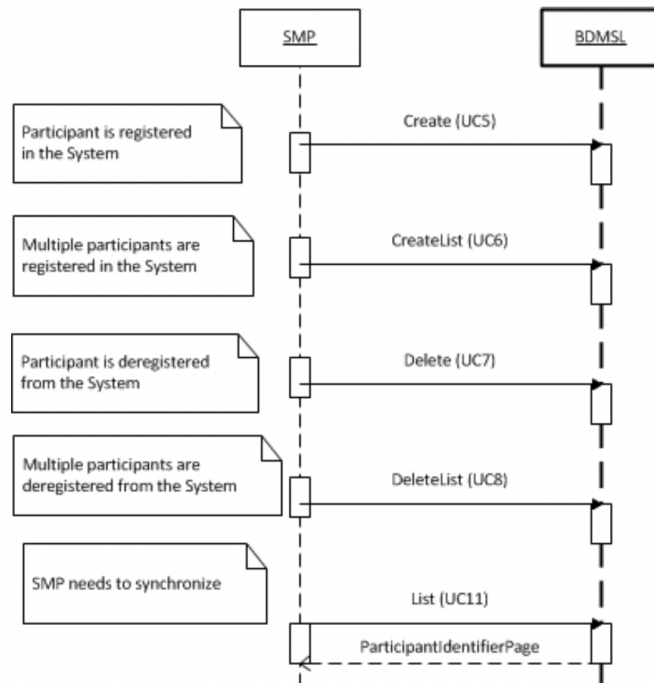 SMP
BDMSL
Participant is registered
in the System
Create (UC5)
Multiple participants are
registered in the System
CreateList (UC6)
Participant is deregistered
from the System
Delete (UC7)
Multiple participants are
deregistered from the System
DeleteList (UC8)
SMP needs to synchronize
List (UC11)
ParticipantIdentifierPage